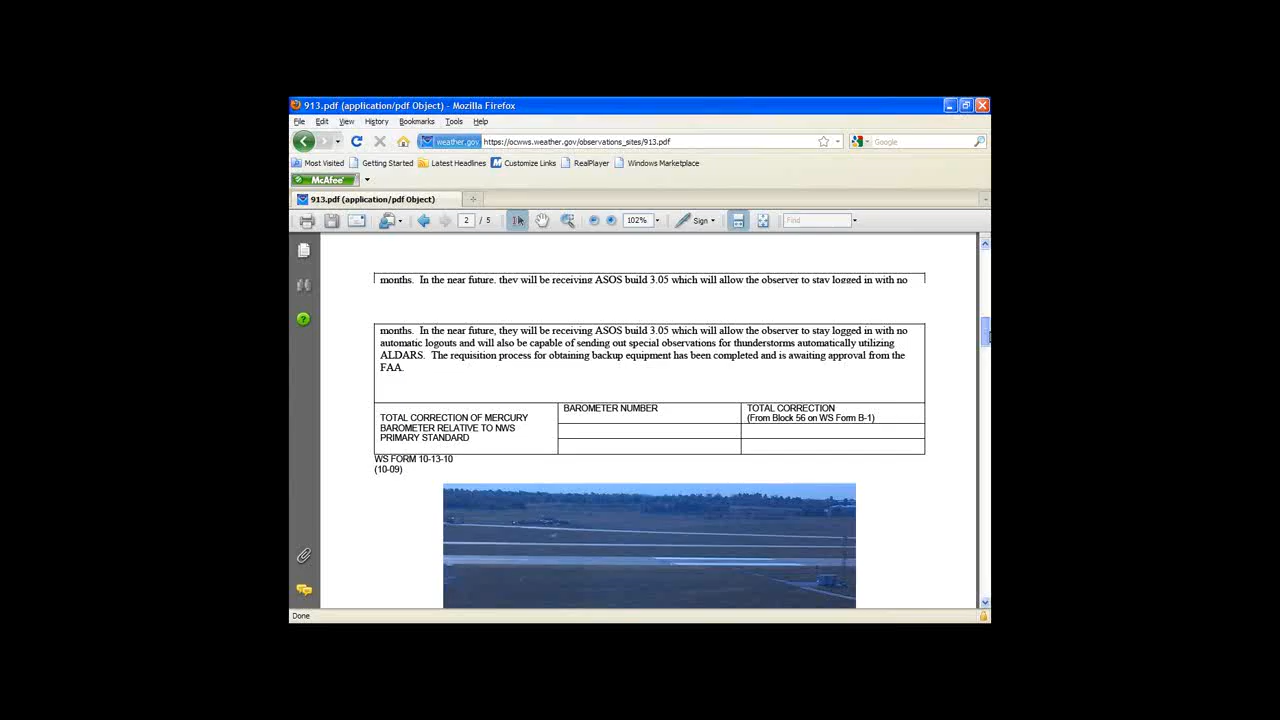 913.pdf (application/pdf Object) - Mozilla Firefox
File Edit View History Bookmarks Tools Help
weather.gov https://ocwws.weather.gov/observations_sites/913.pdf Google
Most Visited Getting Started Latest Headlines Customize Links RealPlayer Windows Marketplace
McAfee
913.pdf (application/pdf Object)
2 / 5 102% Sign Find
months. In the near future, they will be receiving ASOS build 3.05 which will allow the observer to stay logged in with no
months. In the near future, they will be receiving ASOS build 3.05 which will allow the observer to stay logged in with no
automatic logouts and will also be capable of sending out special observations for thunderstorms automatically utilizing
ALDARS. The requisition process for obtaining backup equipment has been completed and is awaiting approval from the
FAA.
TOTAL CORRECTION OF MERCURY
BAROMETER RELATIVE TO NWS
PRIMARY STANDARD
BAROMETER NUMBER
TOTAL CORRECTION
(From Block 56 on WS Form B-1)
WS FORM 10-13-10
(10-09)
Done